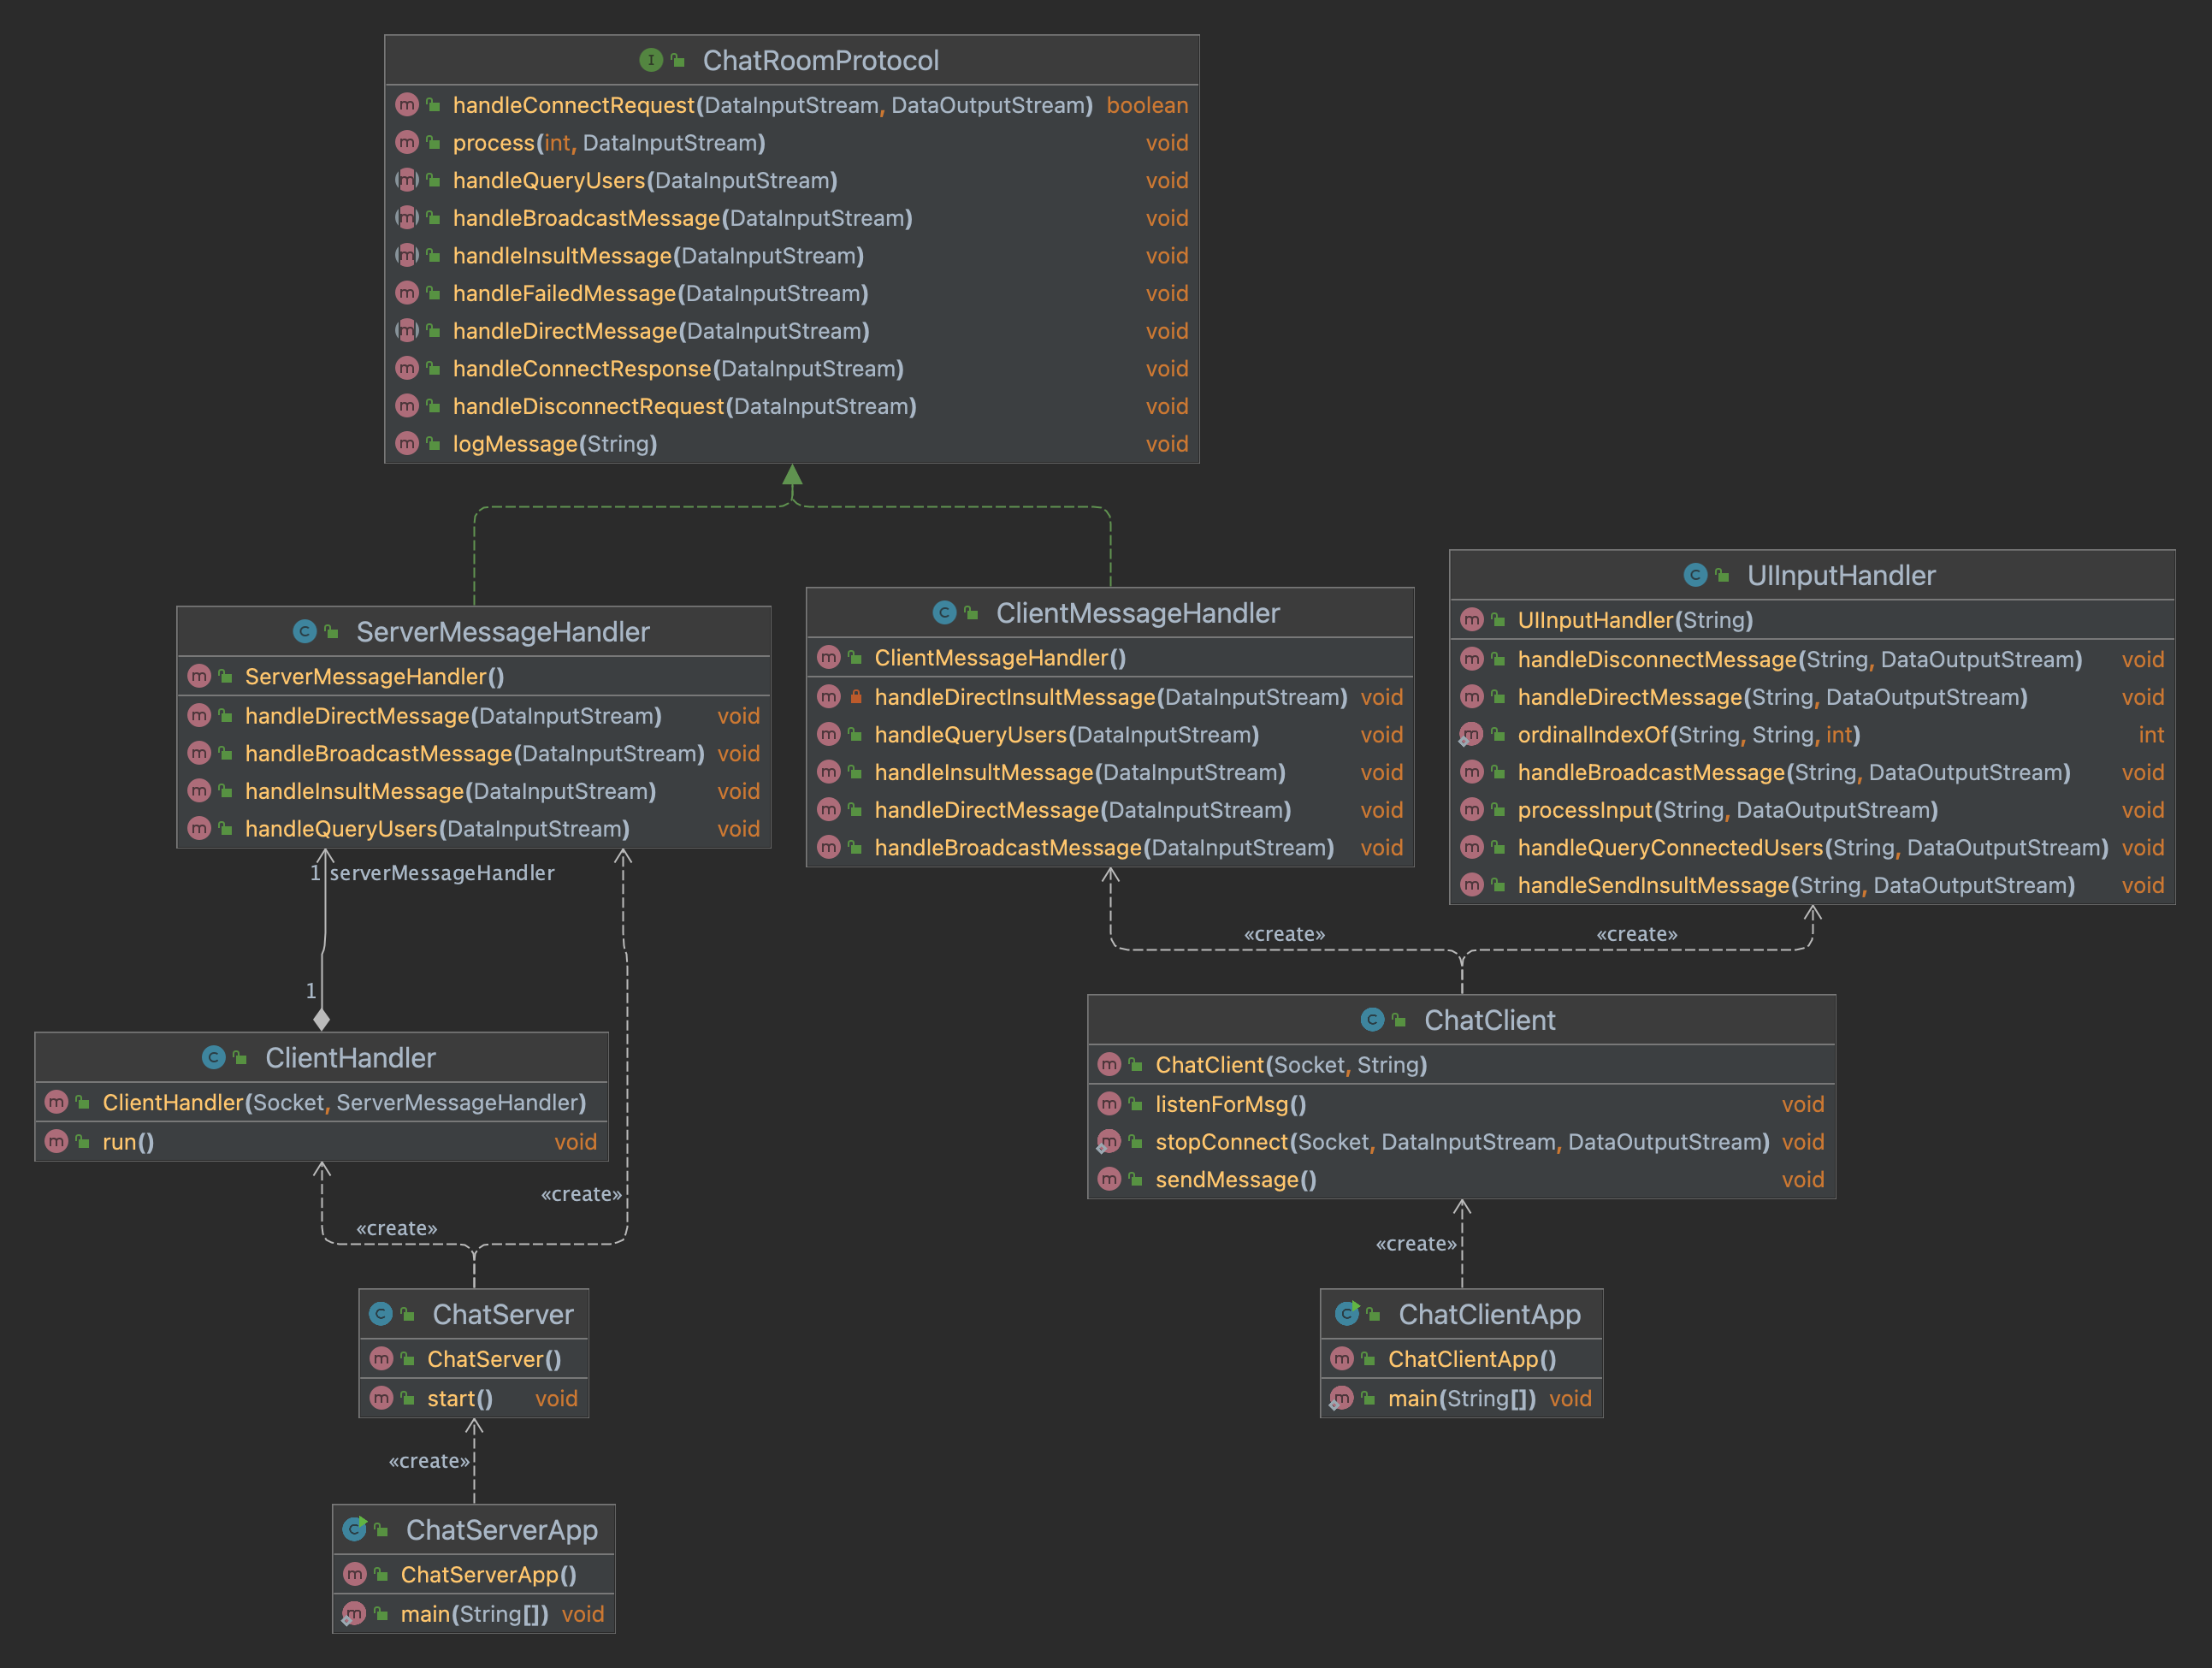 ChatRoomProtocol
handleConnectRequest(DataInputStream, DataOutputStream) boolean
process(int, DataInputStream) void
handleQueryUsers(DataInputStream) void
handleBroadcastMessage(DataInputStream) void
handleInsultMessage(DataInputStream) void
handleFailedMessage(DataInputStream) void
handleDirectMessage(DataInputStream) void
handleConnectResponse(DataInputStream) void
handleDisconnectRequest(DataInputStream) void
logMessage(String) void
ServerMessageHandler
ServerMessageHandler()
handleDirectMessage(DataInputStream) void
handleBroadcastMessage(DataInputStream) void
handleInsultMessage(DataInputStream) void
handleQueryUsers(DataInputStream) void
ClientMessageHandler
ClientMessageHandler()
handleDirectInsultMessage(DataInputStream) void
handleQueryUsers(DataInputStream) void
handleInsultMessage(DataInputStream) void
handleDirectMessage(DataInputStream) void
handleBroadcastMessage(DataInputStream) void
UIInputHandler
UIInputHandler(String)
handleDisconnectMessage(String, DataOutputStream) void
handleDirectMessage(String, DataOutputStream) void
ordinalIndexOf(String, String, int) int
handleBroadcastMessage(String, DataOutputStream) void
processInput(String, DataOutputStream) void
handleQueryConnectedUsers(String, DataOutputStream) void
handleSendInsultMessage(String, DataOutputStream) void
1 serverMessageHandler
1
«create»
«create»
ClientHandler
ClientHandler(Socket, ServerMessageHandler)
run() void
ChatClient
ChatClient(Socket, String)
listenForMsg() void
stopConnect(Socket, DataInputStream, DataOutputStream) void
sendMessage() void
«create»
«create»
«create»
ChatServer
ChatServer()
start() void
ChatClientApp
ChatClientApp()
main(String[]) void
«create»
ChatServerApp
ChatServerApp()
main(String[]) void